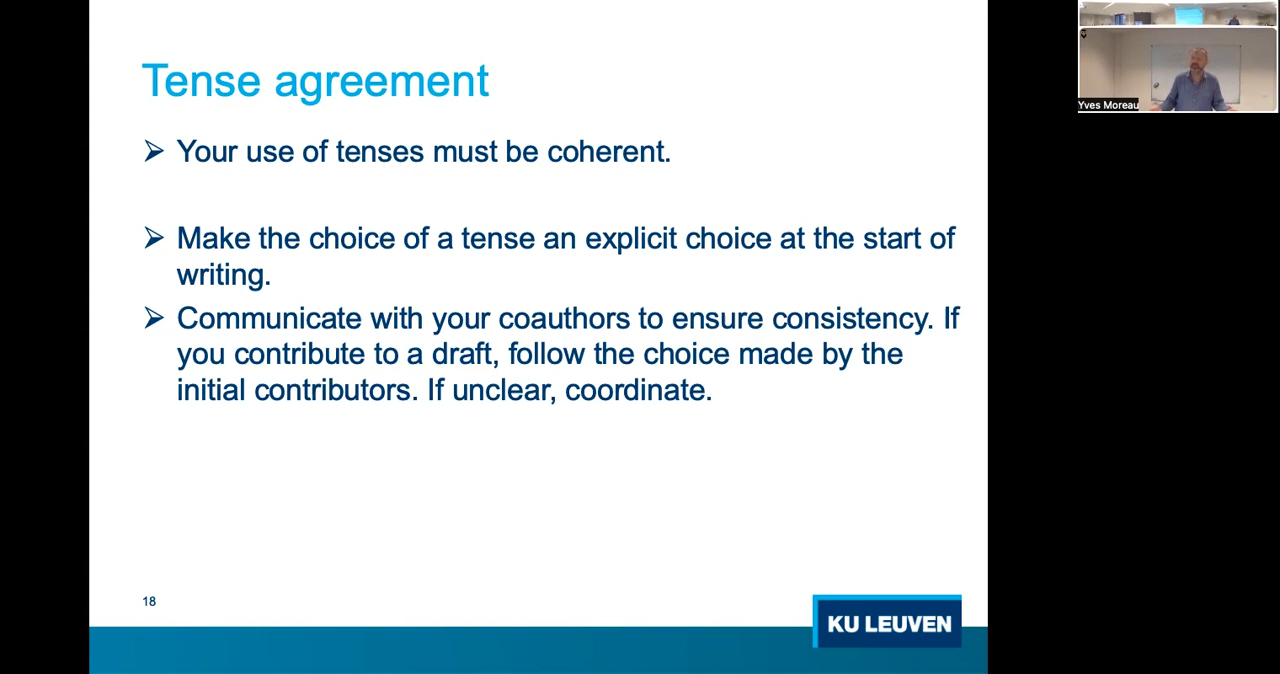 Tense agreement
➢ Your use of tenses must be coherent.
➢ Make the choice of a tense an explicit choice at the start of
writing.
➢ Communicate with your coauthors to ensure consistency. If
you contribute to a draft, follow the choice made by the
initial contributors. If unclear, coordinate.
18
KU LEUVEN
Yves Moreau